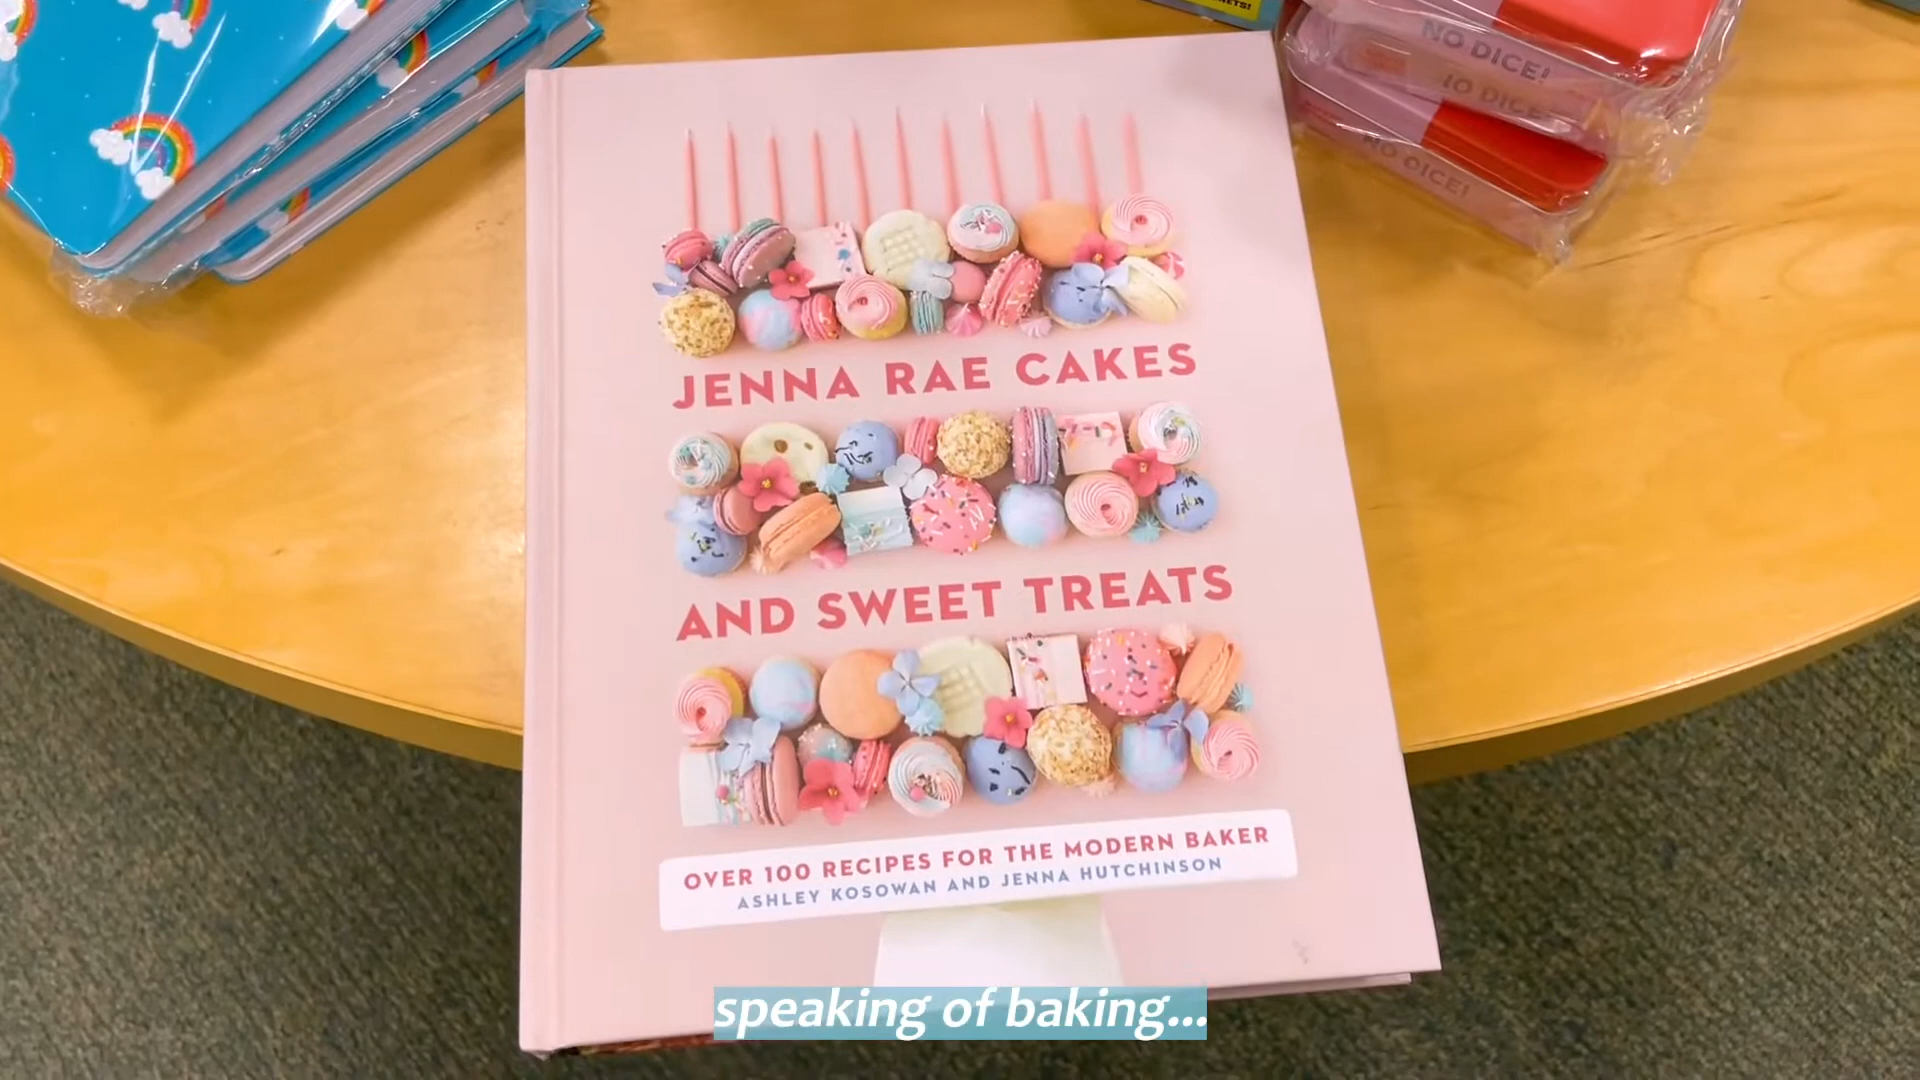 NO DICE!
NO DICE!
JENNA RAE CAKES
AND SWEET TREATS
OVER 100 RECIPES FOR THE MODERN BAKER
ASHLEY KOSOWAN AND JENNA HUTCHINSON
speaking of baking...